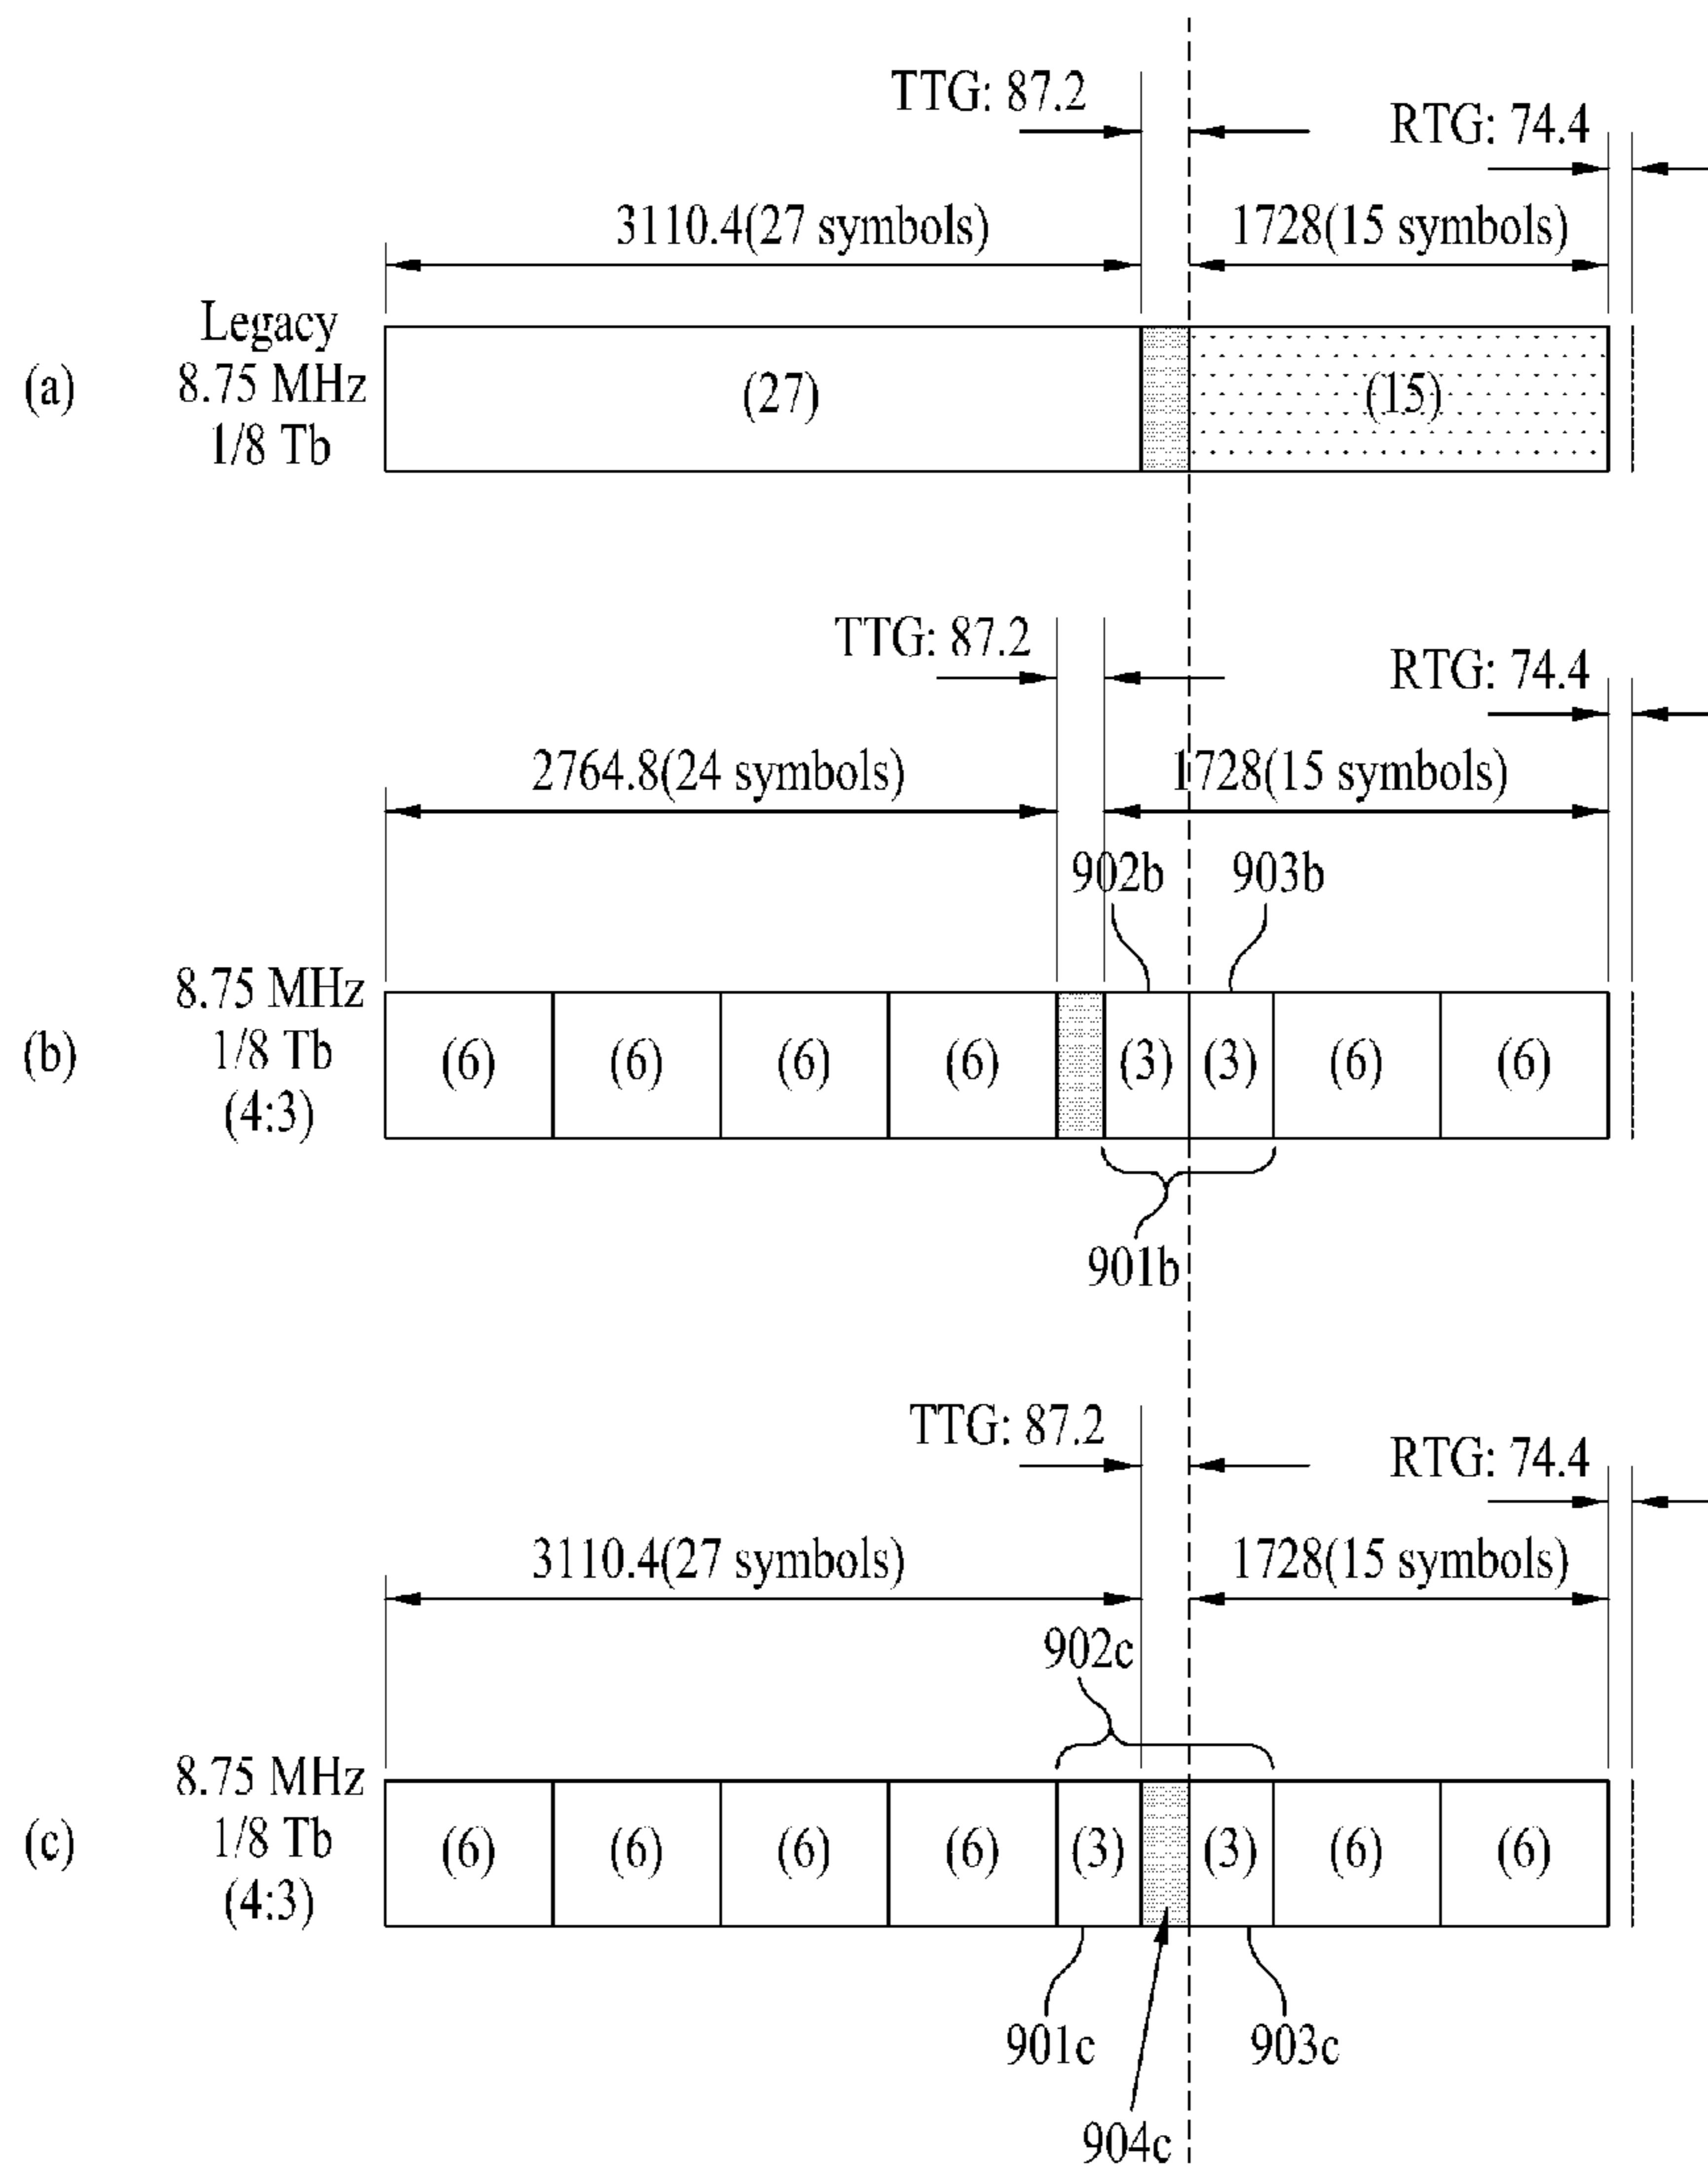 TTG: 87.2
RTG: 74.4
3110.4(27 symbols)
1728(15 symbols)
(a)
Legacy
8.75 MHz
1/8 Tb
(27)
(15)
TTG: 87.2
RTG: 74.4
2764.8(24 symbols)
1728(15 symbols)
902b
903b
(b)
8.75 MHz
1/8 Tb
(4:3)
(6)
(6)
(6)
(6)
(3)
(3)
(6)
(6)
901b
TTG: 87.2
RTG: 74.4
3110.4(27 symbols)
1728(15 symbols)
902c
(c)
8.75 MHz
1/8 Tb
(4:3)
(6)
(6)
(6)
(6)
(3)
(3)
(6)
(6)
901c
903c
904c